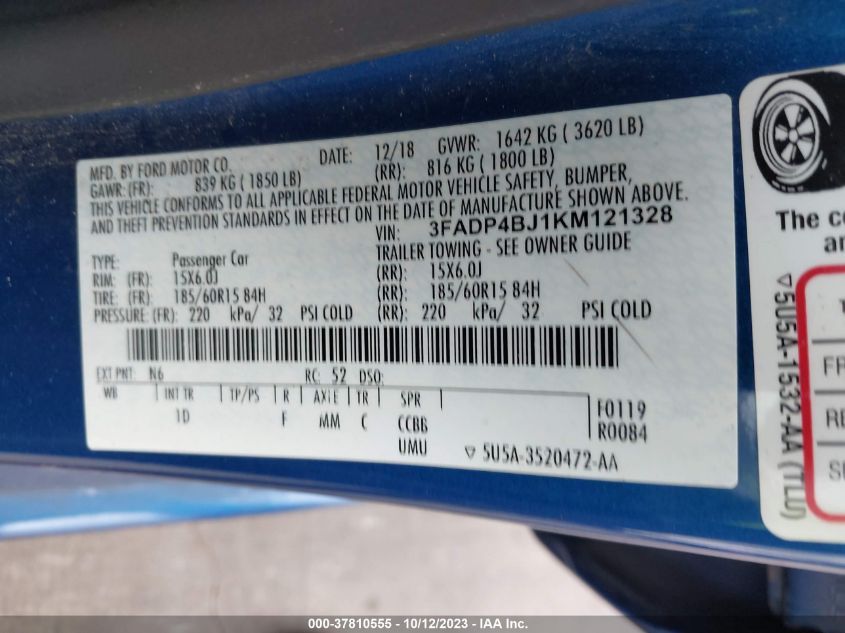 MFD. BY FORD MOTOR CO. DATE: 12/18 GVWR: 1642 KG ( 3620 LB)
GAWR: (FR): 839 KG ( 1850 LB) (RR): 816 KG ( 1800 LB)
THIS VEHICLE CONFORMS TO ALL APPLICABLE FEDERAL MOTOR VEHICLE SAFETY, BUMPER,
AND THEFT PREVENTION STANDARDS IN EFFECT ON THE DATE OF MANUFACTURE SHOWN ABOVE.
VIN: 3FADP4BJ1KM121328
TYPE: Passenger Car TRAILER TOWING - SEE OWNER GUIDE
RIM: (FR): 15X6.0J (RR): 15X6.0J
TIRE: (FR): 185/60R15 84H (RR): 185/60R15 84H
PRESSURE: (FR): 220 kPa/ 32 PSI COLD (RR): 220 kPa/ 32 PSI COLD
EXT PNT: N6 RC: 52 DSO:
WB INT TR TP/PS R AXLE TR SPR
1D F MM C CCBB F0119
UMU R0084
▽ 5U5A-3520472-AA
The co
an
▽5U5A-1532-AA (TLU)
FR
RE
000-37810555 - 10/12/2023 - IAA Inc.